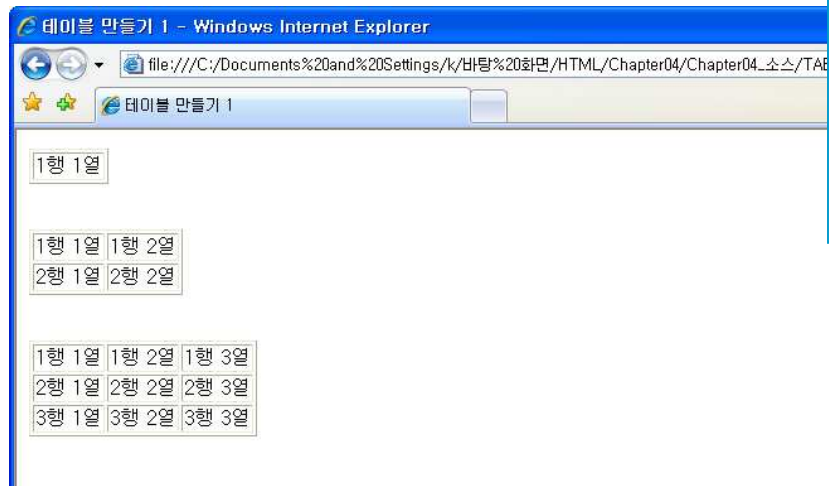 테이블 만들기 1 - Windows Internet Explorer
file:///C:/Documents%20and%20Settings/k/바탕%20화면/HTML/Chapter04/Chapter04_소스/TAB
테이블 만들기 1
1행 1열
1행 1열 1행 2열
2행 1열 2행 2열
1행 1열 1행 2열 1행 3열
2행 1열 2행 2열 2행 3열
3행 1열 3행 2열 3행 3열